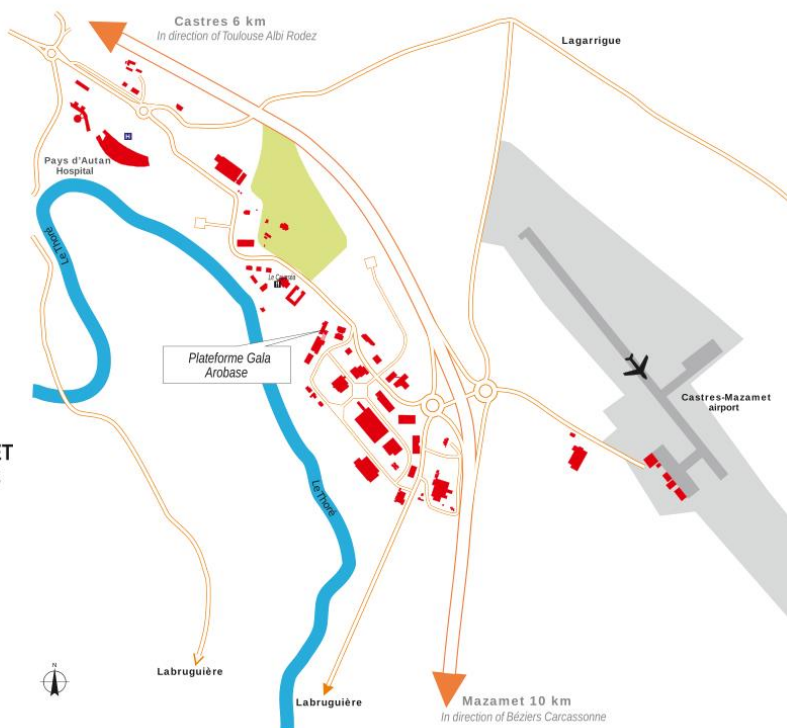 Castres 6 km
In direction of Toulouse Albi Rodez
Lagarrigue
H
Pays d'Autan
Hospital
Le Thoré
Plateforme Gala
Arobase
Castres-Mazamet
airport
ET
Le Thoré
N
Labruguière
Labruguière
Mazamet 10 km
In direction of Béziers Carcassonne